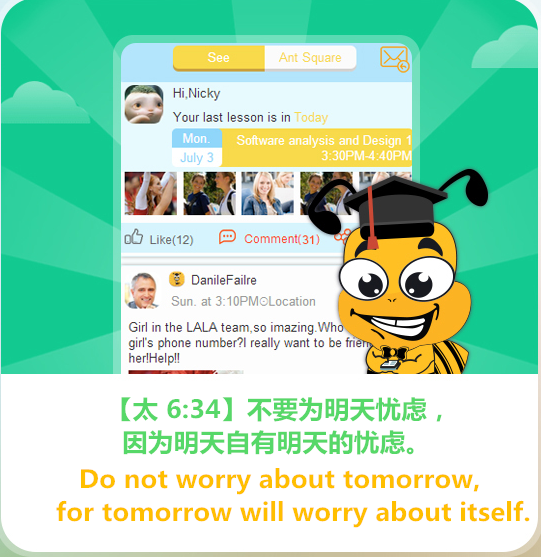 See
Ant Square
Hi,Nicky
Your last lesson is in Today
Mon.
July 3
Software analysis and Design 1
3:30PM-4:40PM
Like(12)
Comment(31)
DanileFailre
Sun. at 3:10PM Location
Girl in the LALA team,so imazing.Who
girl's phone number?I really want to be frien
her!Help!!
【太 6:34】不要为明天忧虑，
因为明天自有明天的忧虑。
Do not worry about tomorrow,
for tomorrow will worry about itself.